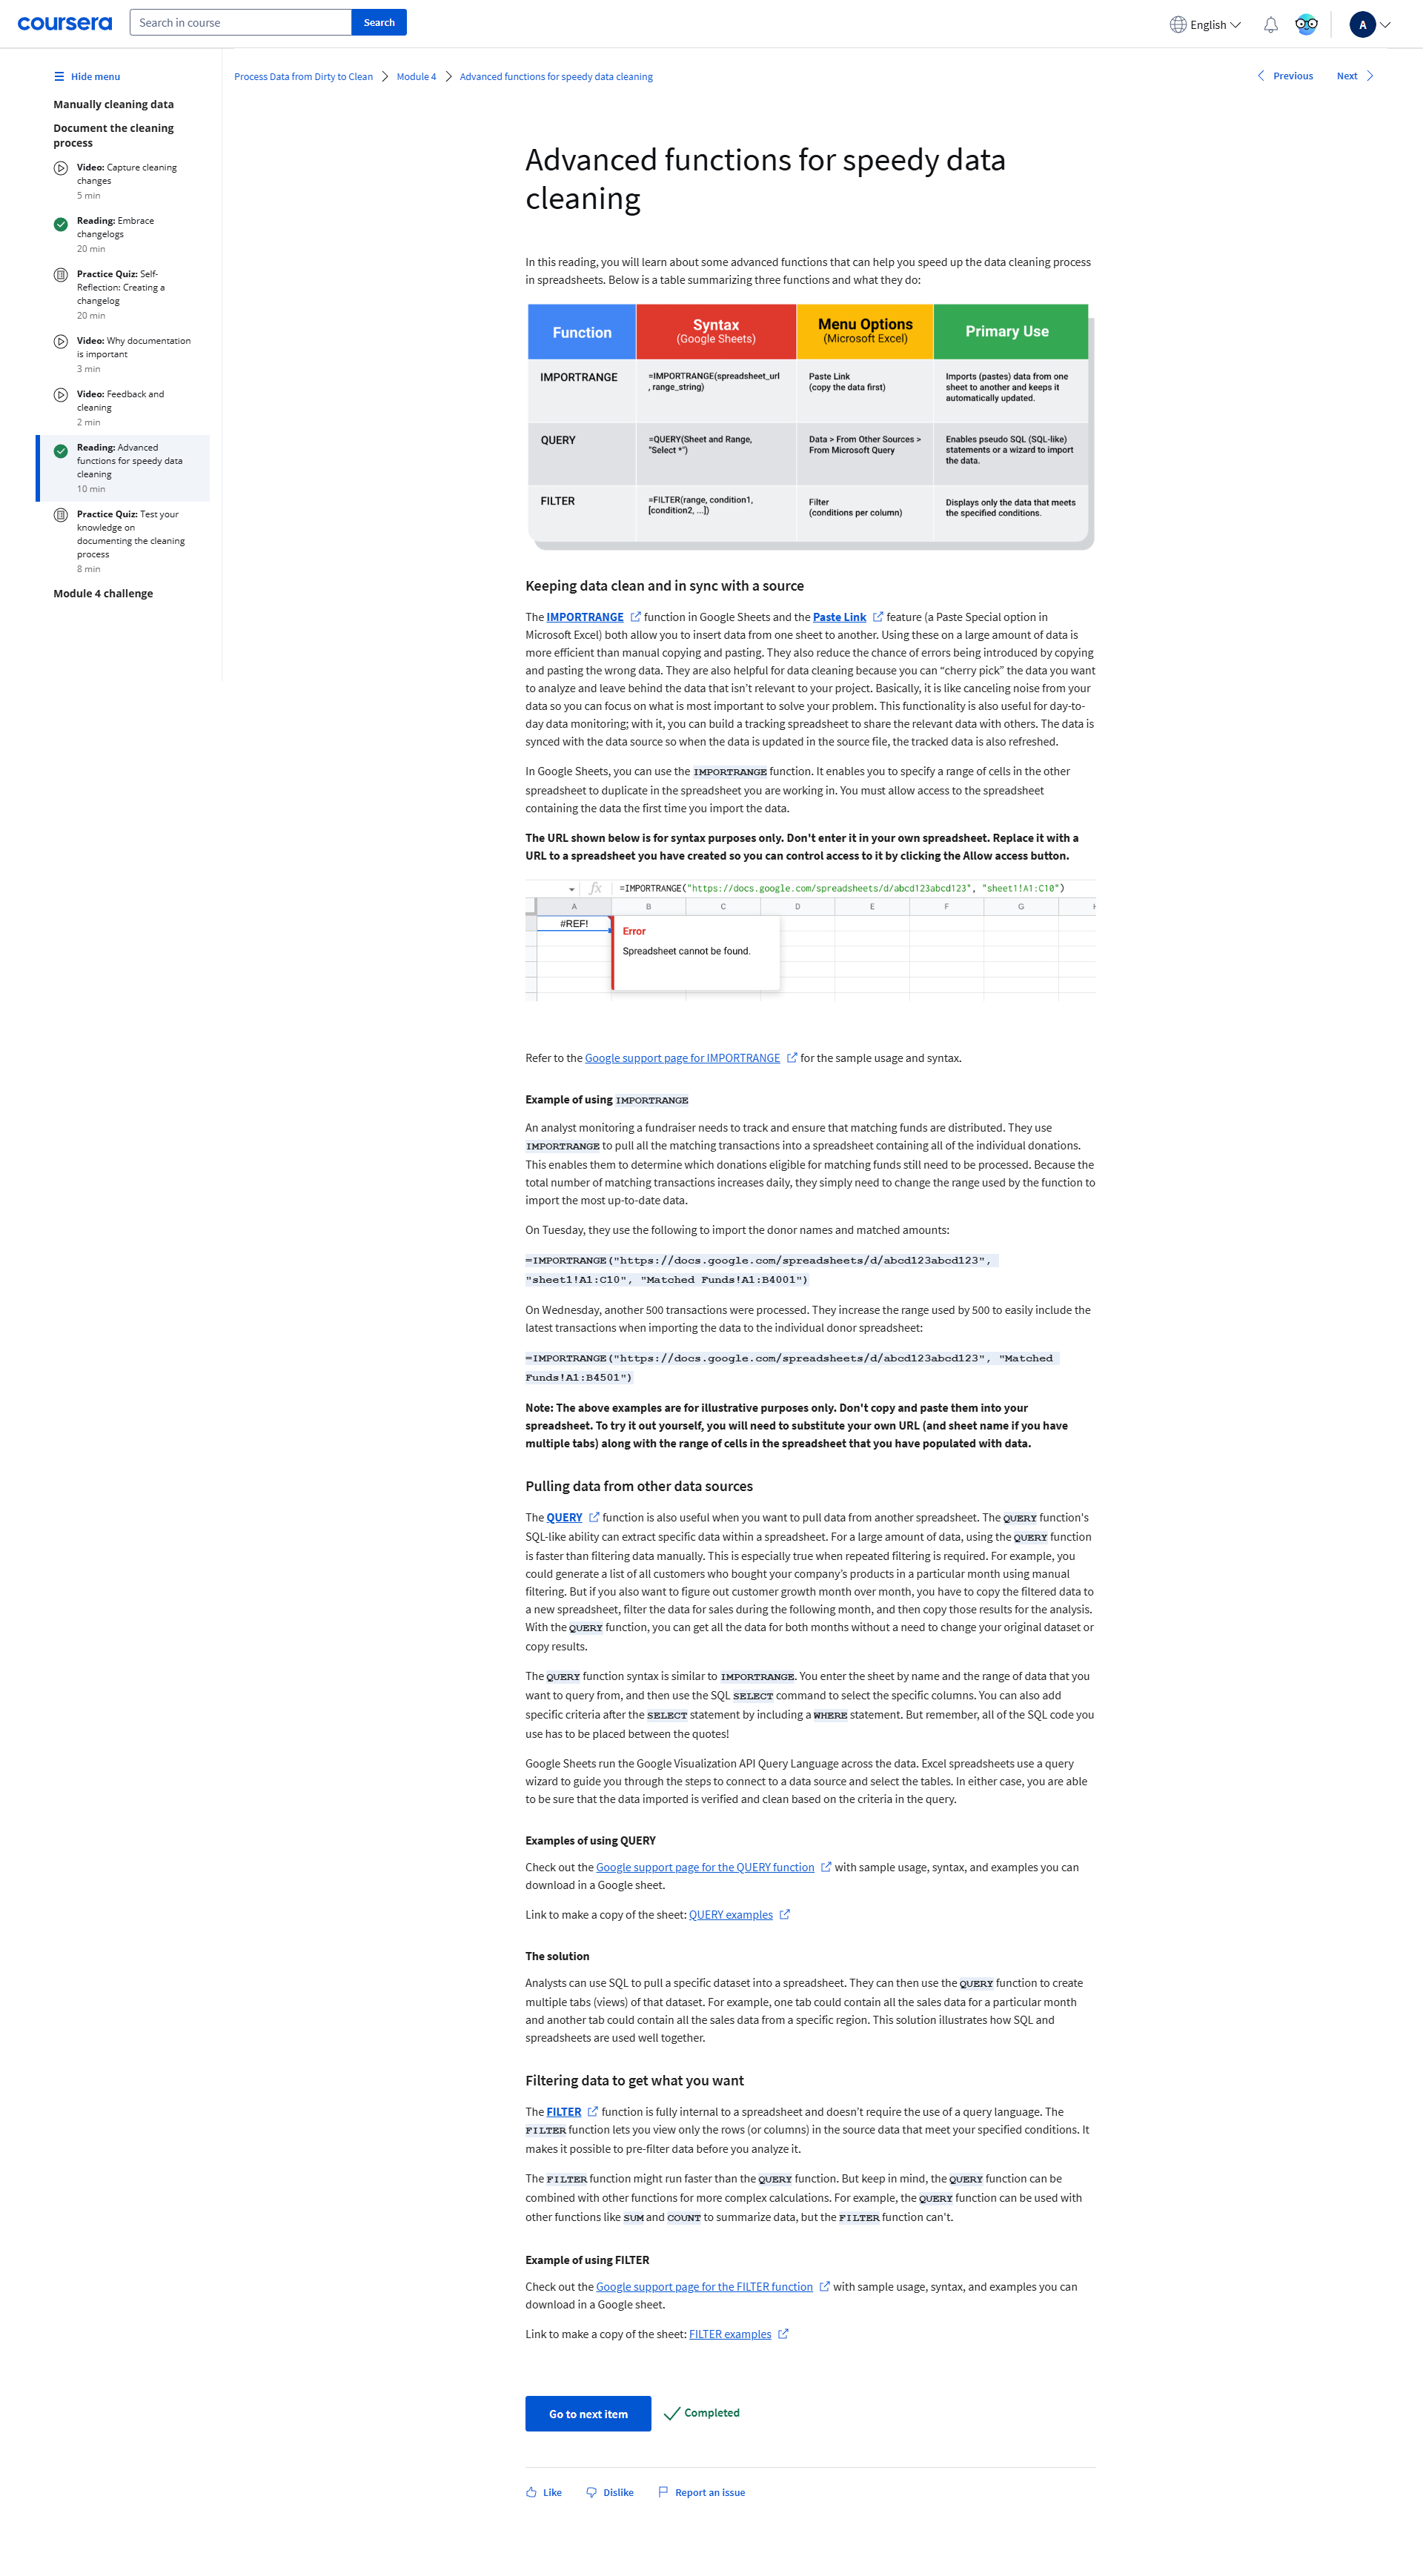 coursera
Search in course
Search
English
A
Hide menu
Manually cleaning data
Document the cleaning
process
Video: Capture cleaning
changes
5 min
Reading: Embrace
changelogs
20 min
Practice Quiz: Self-
Reflection: Creating a
changelog
20 min
Video: Why documentation
is important
3 min
Video: Feedback and
cleaning
2 min
Reading: Advanced
functions for speedy data
cleaning
10 min
Practice Quiz: Test your
knowledge on
documenting the cleaning
process
8 min
Module 4 challenge
Process Data from Dirty to Clean
Module 4
Advanced functions for speedy data cleaning
Previous
Next
Advanced functions for speedy data
cleaning
In this reading, you will learn about some advanced functions that can help you speed up the data cleaning process
in spreadsheets. Below is a table summarizing three functions and what they do:
Function
Syntax
(Google Sheets)
Menu Options
(Microsoft Excel)
Primary Use
IMPORTRANGE
=IMPORTRANGE(spreadsheet_url
, range_string)
Paste Link
(copy the data first)
Imports (pastes) data from one
sheet to another and keeps it
automatically updated.
QUERY
=QUERY(Sheet and Range,
"Select *")
Data > From Other Sources >
From Microsoft Query
Enables pseudo SQL (SQL-like)
statements or a wizard to import
the data.
FILTER
=FILTER(range, condition1,
[condition2, ...])
Filter
(conditions per column)
Displays only the data that meets
the specified conditions.
Keeping data clean and in sync with a source
The IMPORTRANGE function in Google Sheets and the Paste Link feature (a Paste Special option in
Microsoft Excel) both allow you to insert data from one sheet to another. Using these on a large amount of data is
more efficient than manual copying and pasting. They also reduce the chance of errors being introduced by copying
and pasting the wrong data. They are also helpful for data cleaning because you can “cherry pick” the data you want
to analyze and leave behind the data that isn’t relevant to your project. Basically, it is like canceling noise from your
data so you can focus on what is most important to solve your problem. This functionality is also useful for day-to-
day data monitoring; with it, you can build a tracking spreadsheet to share the relevant data with others. The data is
synced with the data source so when the data is updated in the source file, the tracked data is also refreshed.
In Google Sheets, you can use the IMPORTRANGE function. It enables you to specify a range of cells in the other
spreadsheet to duplicate in the spreadsheet you are working in. You must allow access to the spreadsheet
containing the data the first time you import the data.
The URL shown below is for syntax purposes only. Don't enter it in your own spreadsheet. Replace it with a
URL to a spreadsheet you have created so you can control access to it by clicking the Allow access button.
fx
=IMPORTRANGE("https://docs.google.com/spreadsheets/d/abcd123abcd123", "sheet1!A1:C10")
A B C D E F G
#REF!
Error
Spreadsheet cannot be found.
Refer to the Google support page for IMPORTRANGE for the sample usage and syntax.
Example of using IMPORTRANGE
An analyst monitoring a fundraiser needs to track and ensure that matching funds are distributed. They use
IMPORTRANGE to pull all the matching transactions into a spreadsheet containing all of the individual donations.
This enables them to determine which donations eligible for matching funds still need to be processed. Because the
total number of matching transactions increases daily, they simply need to change the range used by the function to
import the most up-to-date data.
On Tuesday, they use the following to import the donor names and matched amounts:
=IMPORTRANGE("https://docs.google.com/spreadsheets/d/abcd123abcd123",
"sheet1!A1:C10", "Matched Funds!A1:B4001")
On Wednesday, another 500 transactions were processed. They increase the range used by 500 to easily include the
latest transactions when importing the data to the individual donor spreadsheet:
=IMPORTRANGE("https://docs.google.com/spreadsheets/d/abcd123abcd123", "Matched
Funds!A1:B4501")
Note: The above examples are for illustrative purposes only. Don't copy and paste them into your
spreadsheet. To try it out yourself, you will need to substitute your own URL (and sheet name if you have
multiple tabs) along with the range of cells in the spreadsheet that you have populated with data.
Pulling data from other data sources
The QUERY function is also useful when you want to pull data from another spreadsheet. The QUERY function's
SQL-like ability can extract specific data within a spreadsheet. For a large amount of data, using the QUERY function
is faster than filtering data manually. This is especially true when repeated filtering is required. For example, you
could generate a list of all customers who bought your company’s products in a particular month using manual
filtering. But if you also want to figure out customer growth month over month, you have to copy the filtered data to
a new spreadsheet, filter the data for sales during the following month, and then copy those results for the analysis.
With the QUERY function, you can get all the data for both months without a need to change your original dataset or
copy results.
The QUERY function syntax is similar to IMPORTRANGE. You enter the sheet by name and the range of data that you
want to query from, and then use the SQL SELECT command to select the specific columns. You can also add
specific criteria after the SELECT statement by including a WHERE statement. But remember, all of the SQL code you
use has to be placed between the quotes!
Google Sheets run the Google Visualization API Query Language across the data. Excel spreadsheets use a query
wizard to guide you through the steps to connect to a data source and select the tables. In either case, you are able
to be sure that the data imported is verified and clean based on the criteria in the query.
Examples of using QUERY
Check out the Google support page for the QUERY function with sample usage, syntax, and examples you can
download in a Google sheet.
Link to make a copy of the sheet: QUERY examples
The solution
Analysts can use SQL to pull a specific dataset into a spreadsheet. They can then use the QUERY function to create
multiple tabs (views) of that dataset. For example, one tab could contain all the sales data for a particular month
and another tab could contain all the sales data from a specific region. This solution illustrates how SQL and
spreadsheets are used well together.
Filtering data to get what you want
The FILTER function is fully internal to a spreadsheet and doesn’t require the use of a query language. The
FILTER function lets you view only the rows (or columns) in the source data that meet your specified conditions. It
makes it possible to pre-filter data before you analyze it.
The FILTER function might run faster than the QUERY function. But keep in mind, the QUERY function can be
combined with other functions for more complex calculations. For example, the QUERY function can be used with
other functions like SUM and COUNT to summarize data, but the FILTER function can't.
Example of using FILTER
Check out the Google support page for the FILTER function with sample usage, syntax, and examples you can
download in a Google sheet.
Link to make a copy of the sheet: FILTER examples
Go to next item
Completed
Like
Dislike
Report an issue